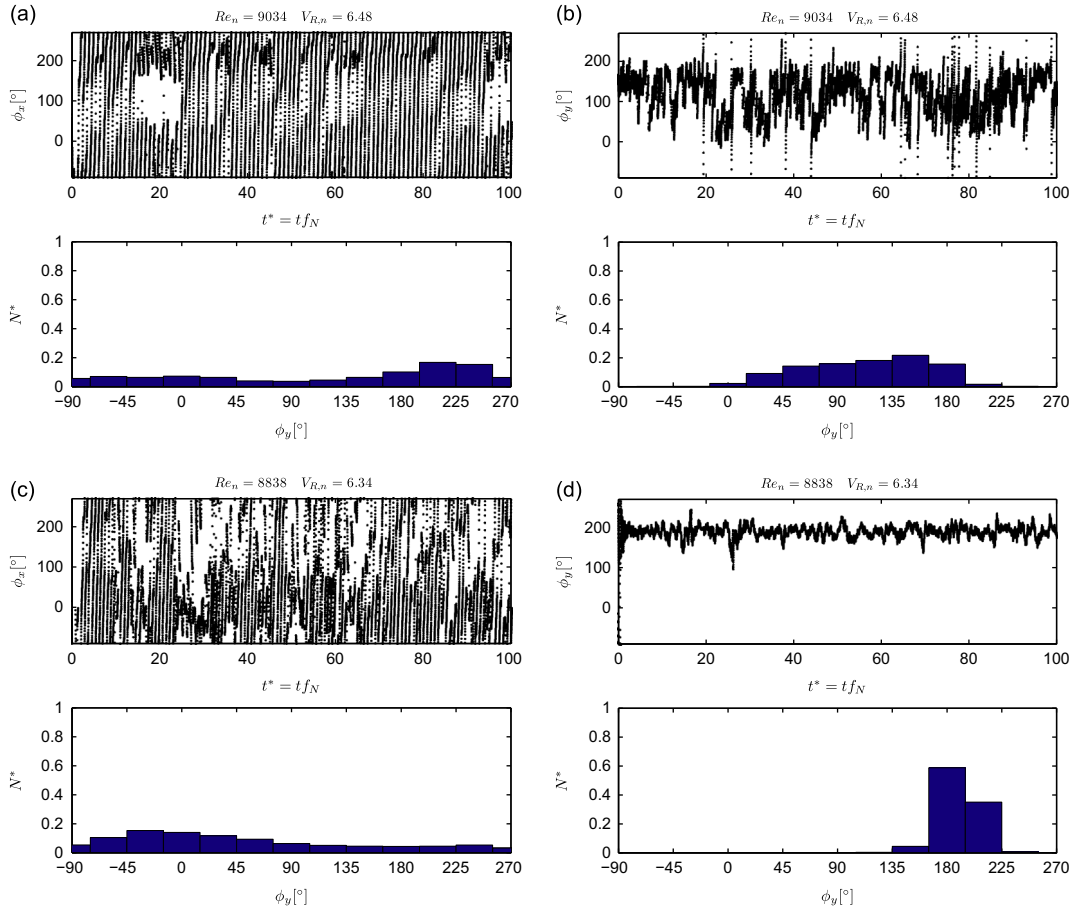 (a)
Re_n = 9034 V_{R,n} = 6.48
ϕ_x[°]
200
100
0
0 20 40 60 80 100
t* = tf_N
N*
1
0.8
0.6
0.4
0.2
0
−90 −45 0 45 90 135 180 225 270
ϕ_y[°]
(b)
Re_n = 9034 V_{R,n} = 6.48
ϕ_y[°]
200
100
0
0 20 40 60 80 100
t* = tf_N
N*
1
0.8
0.6
0.4
0.2
0
−90 −45 0 45 90 135 180 225 270
ϕ_y[°]
(c)
Re_n = 8838 V_{R,n} = 6.34
ϕ_x[°]
200
100
0
0 20 40 60 80 100
t* = tf_N
N*
1
0.8
0.6
0.4
0.2
0
−90 −45 0 45 90 135 180 225 270
ϕ_y[°]
(d)
Re_n = 8838 V_{R,n} = 6.34
ϕ_y[°]
200
100
0
0 20 40 60 80 100
t* = tf_N
N*
1
0.8
0.6
0.4
0.2
0
−90 −45 0 45 90 135 180 225 270
ϕ_y[°]